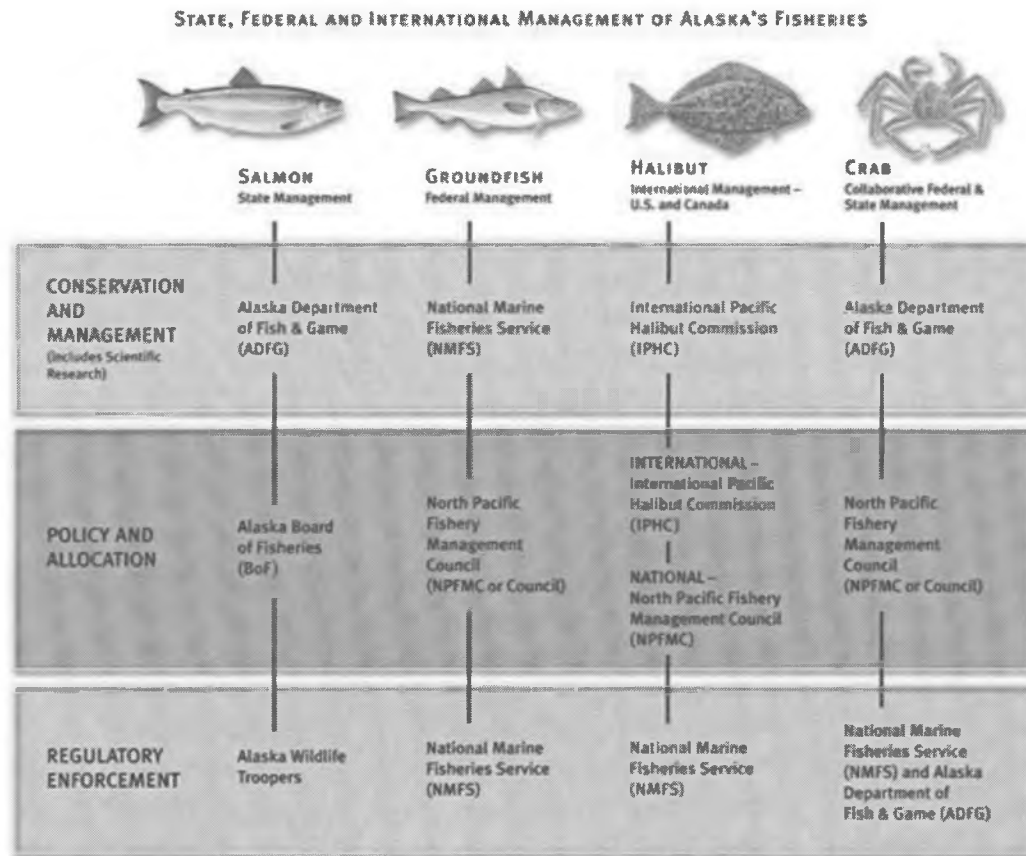 STATE, FEDERAL AND INTERNATIONAL MANAGEMENT OF ALASKA'S FISHERIES
SALMON
State Management
GROUNDFISH
Federal Management
HALIBUT
International Management –
U.S. and Canada
CRAB
Collaborative Federal &
State Management
CONSERVATION
AND
MANAGEMENT
(Includes Scientific
Research)
Alaska Department
of Fish & Game
(ADFG)
National Marine
Fisheries Service
(NMFS)
International Pacific
Halibut Commission
(IPHC)
Alaska Department
of Fish & Game
(ADFG)
POLICY AND
ALLOCATION
Alaska Board
of Fisheries
(BoF)
North Pacific
Fishery
Management
Council
(NPFMC or Council)
INTERNATIONAL –
International Pacific
Halibut Commission
(IPHC)
NATIONAL –
North Pacific Fishery
Management Council
(NPFMC)
North Pacific
Fishery
Management
Council
(NPFMC or Council)
REGULATORY
ENFORCEMENT
Alaska Wildlife
Troopers
National Marine
Fisheries Service
(NMFS)
National Marine
Fisheries Service
(NMFS)
National Marine
Fisheries Service
(NMFS) and Alaska
Department of
Fish & Game (ADFG)